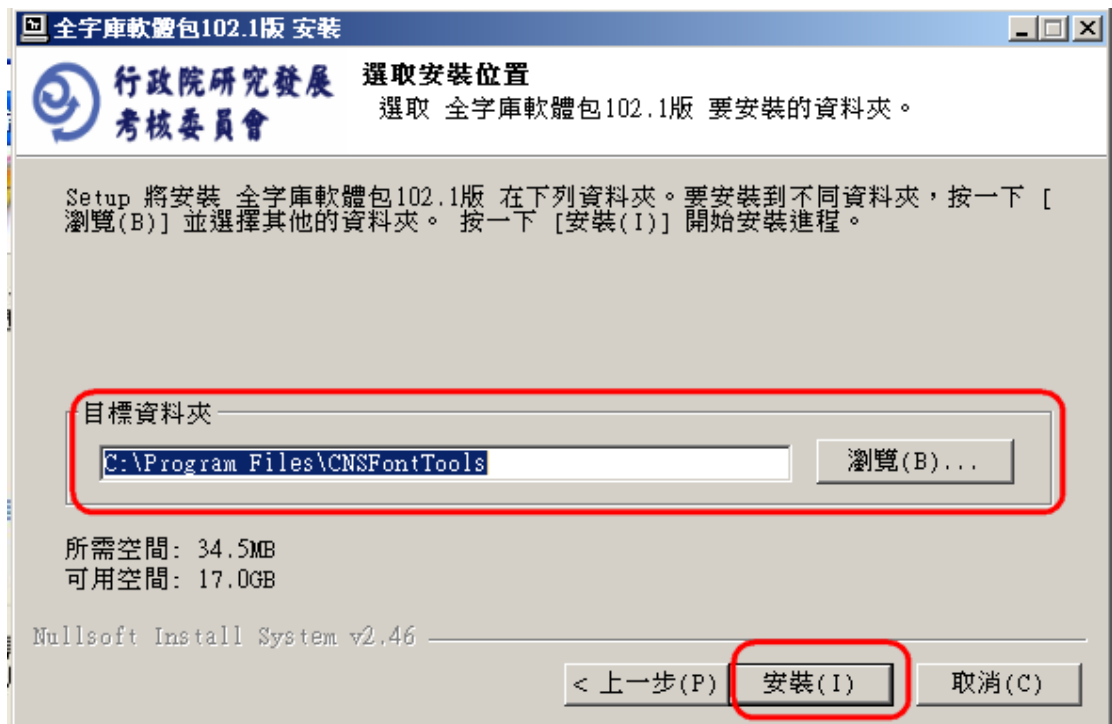 全字庫軟體包102.1版 安裝
行政院研究發展
考核委員會
選取安裝位置
選取 全字庫軟體包102.1版 要安裝的資料夾。
Setup 將安裝 全字庫軟體包102.1版 在下列資料夾。要安裝到不同資料夾，按一下 [
瀏覽(B)] 並選擇其他的資料夾。 按一下 [安裝(I)] 開始安裝進程。
目標資料夾
C:\Program Files\CNSFontTools
瀏覽(B)...
所需空間: 34.5MB
可用空間: 17.0GB
Nullsoft Install System v2.46
< 上一步(P)
安裝(I)
取消(C)